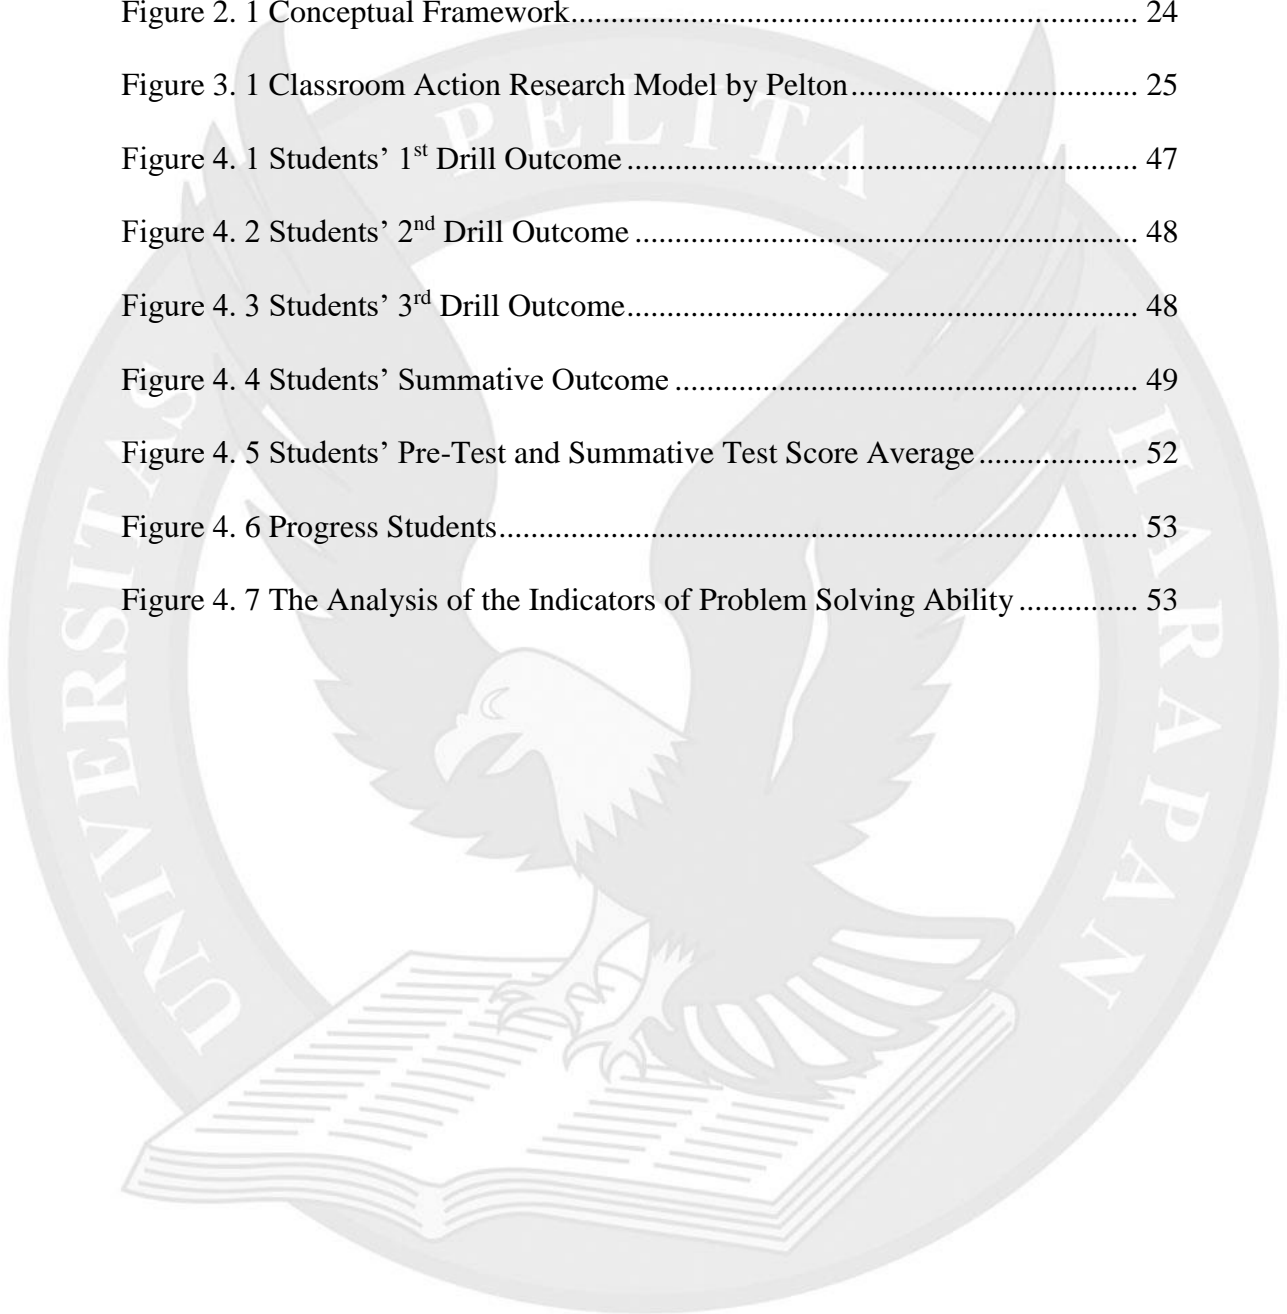 Figure 2. 1 Conceptual Framework........................................................................ 24
Figure 3. 1 Classroom Action Research Model by Pelton.................................... 25
Figure 4. 1 Students’ 1st Drill Outcome ................................................................ 47
Figure 4. 2 Students’ 2nd Drill Outcome ............................................................... 48
Figure 4. 3 Students’ 3rd Drill Outcome................................................................ 48
Figure 4. 4 Students’ Summative Outcome .......................................................... 49
Figure 4. 5 Students’ Pre-Test and Summative Test Score Average.................... 52
Figure 4. 6 Progress Students................................................................................ 53
Figure 4. 7 The Analysis of the Indicators of Problem Solving Ability ............... 53
UNIVERSITAS PELITA HARAPAN